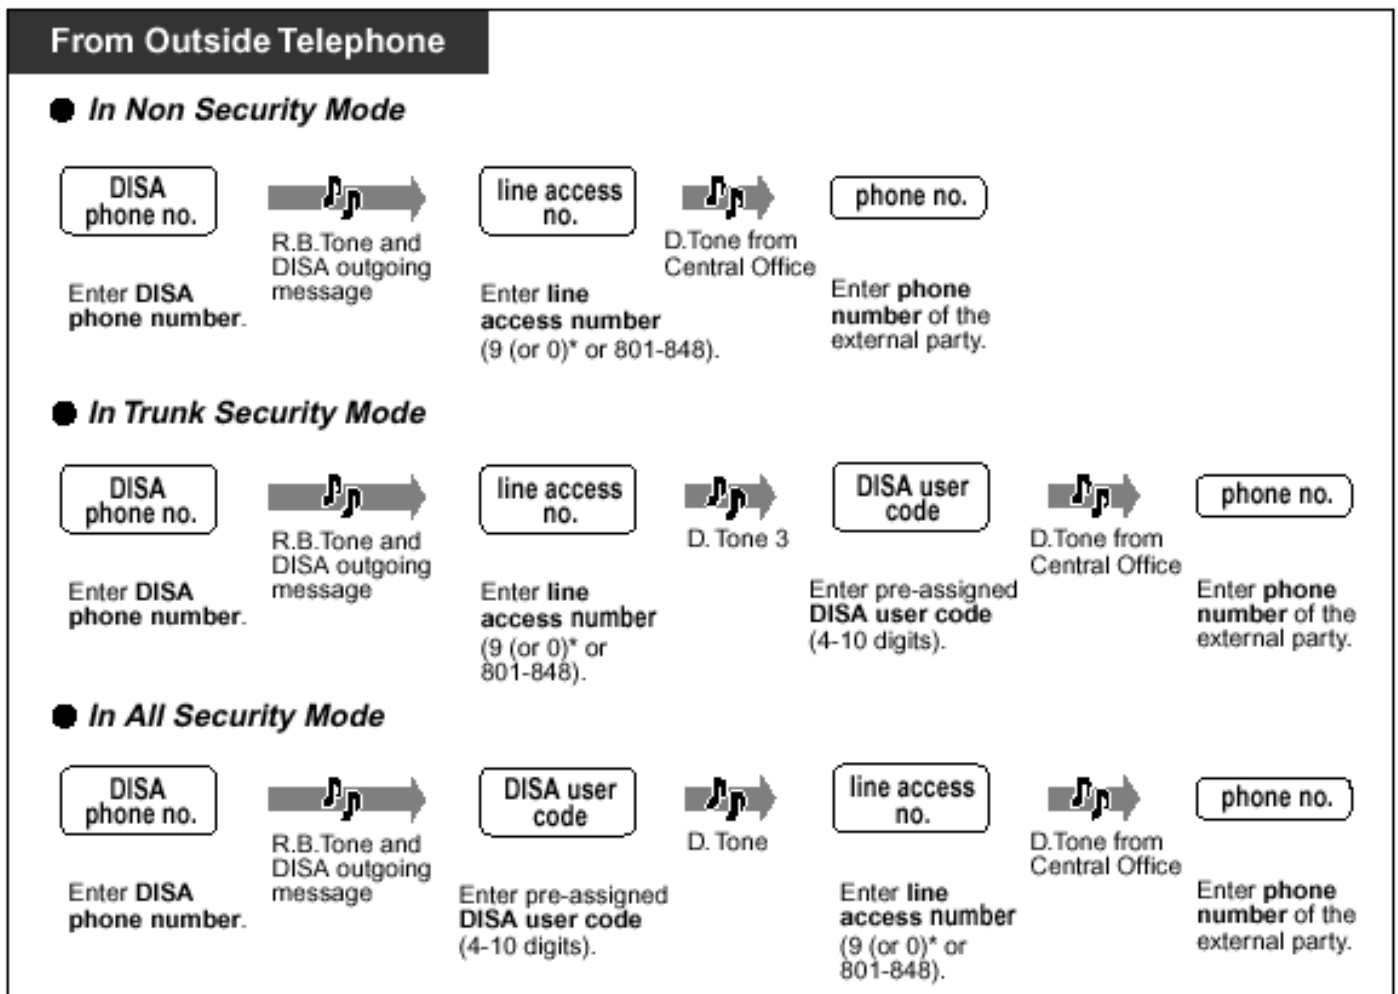 From Outside Telephone
● In Non Security Mode
DISA
phone no.
R.B.Tone and
DISA outgoing
message
line access
no.
D.Tone from
Central Office
phone no.
Enter DISA
phone number.
Enter line
access number
(9 (or 0)* or 801-848).
Enter phone
number of the
external party.
● In Trunk Security Mode
DISA
phone no.
R.B.Tone and
DISA outgoing
message
line access
no.
D. Tone 3
DISA user
code
D.Tone from
Central Office
phone no.
Enter DISA
phone number.
Enter line
access number
(9 (or 0)* or
801-848).
Enter pre-assigned
DISA user code
(4-10 digits).
Enter phone
number of the
external party.
● In All Security Mode
DISA
phone no.
R.B.Tone and
DISA outgoing
message
DISA user
code
D. Tone
line access
no.
D.Tone from
Central Office
phone no.
Enter DISA
phone number.
Enter pre-assigned
DISA user code
(4-10 digits).
Enter line
access number
(9 (or 0)* or
801-848).
Enter phone
number of the
external party.